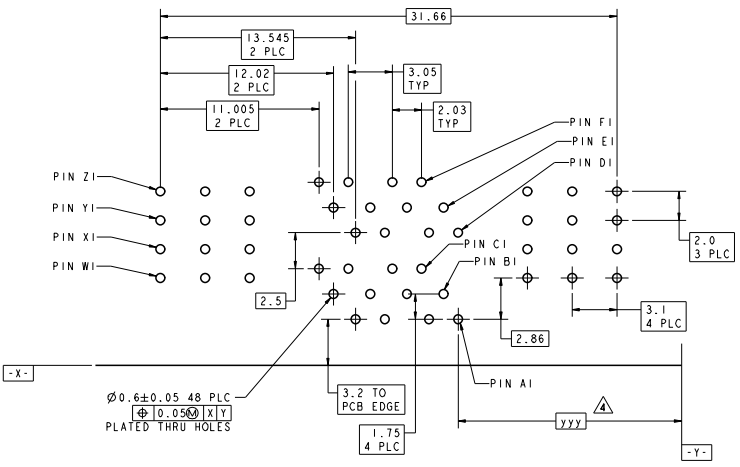 31.66
13.545
2 PLC
12.02
2 PLC
3.05
TYP
11.005
2 PLC
2.03
TYP
PIN F1
PIN E1
PIN D1
PIN Z1
PIN Y1
PIN X1
PIN W1
PIN C1
PIN B1
2.0
3 PLC
2.5
3.1
4 PLC
2.86
-X-
Ø0.6±0.05 48 PLC
⌖ 0.05Ⓜ X Y
PLATED THRU HOLES
3.2 TO
PCB EDGE
PIN A1
4
yyy
1.75
4 PLC
-Y-